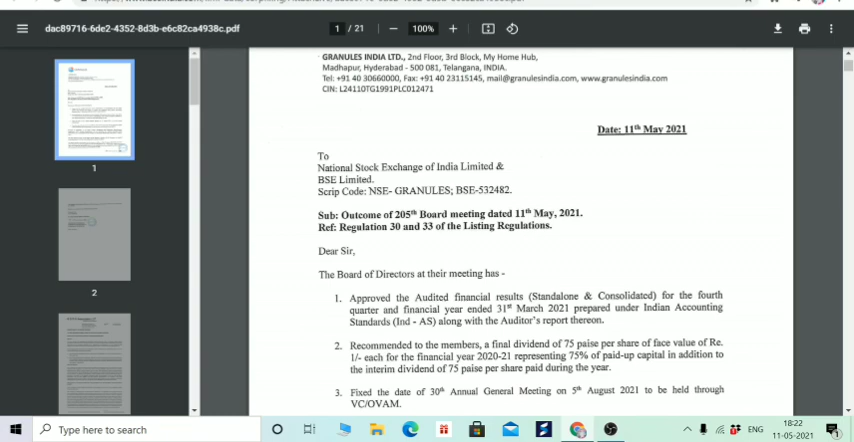 dac89716-6de2-4352-8d3b-e6c82ca4938c.pdf
1 / 21
100%
GRANULES INDIA LTD., 2nd Floor, 3rd Block, My Home Hub,
Madhapur, Hyderabad - 500 081, Telangana, INDIA.
Tel: +91 40 30660000, Fax: +91 40 23115145, mail@granulesindia.com, www.granulesindia.com
CIN: L24110TG1991PLC012471
Date: 11th May 2021
To
National Stock Exchange of India Limited &
BSE Limited.
Scrip Code: NSE- GRANULES; BSE-532482.
Sub: Outcome of 205th Board meeting dated 11th May, 2021.
Ref: Regulation 30 and 33 of the Listing Regulations.
Dear Sir,
The Board of Directors at their meeting has -
1. Approved the Audited financial results (Standalone & Consolidated) for the fourth
quarter and financial year ended 31st March 2021 prepared under Indian Accounting
Standards (Ind - AS) along with the Auditor's report thereon.
2. Recommended to the members, a final dividend of 75 paise per share of face value of Re.
1/- each for the financial year 2020-21 representing 75% of paid-up capital in addition to
the interim dividend of 75 paise per share paid during the year.
3. Fixed the date of 30th Annual General Meeting on 5th August 2021 to be held through
VC/OVAM.
1
2
Type here to search
ENG
18:22
11-05-2021